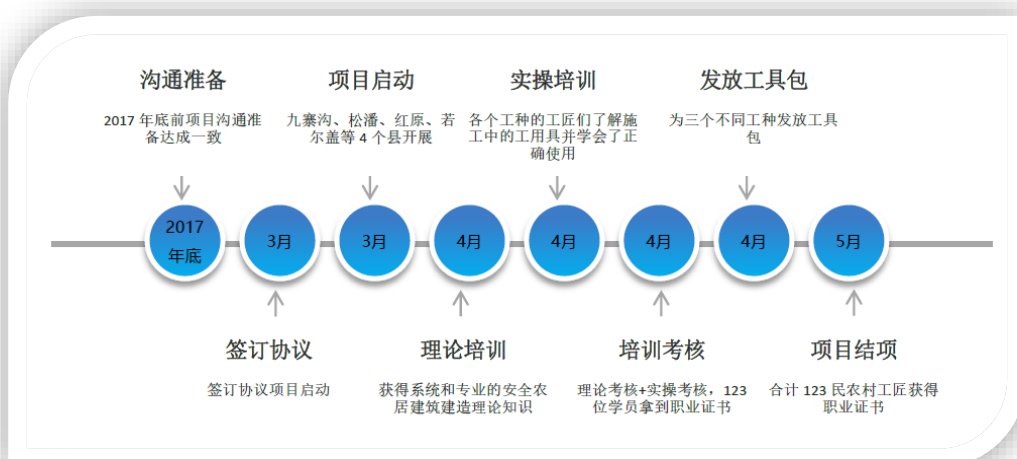 沟通准备
2017 年底前项目沟通准
备达成一致
项目启动
九寨沟、松潘、红原、若
尔盖等 4 个县开展
实操培训
各个工种的工匠们了解施
工中的工用具并学会了正
确使用
发放工具包
为三个不同工种发放工具
包
2017
年底
3月
3月
4月
4月
4月
4月
5月
签订协议
签订协议项目启动
理论培训
获得系统和专业的安全农
居建筑建造理论知识
培训考核
理论考核+实操考核，123
位学员拿到职业证书
项目结项
合计 123 民农村工匠获得
职业证书